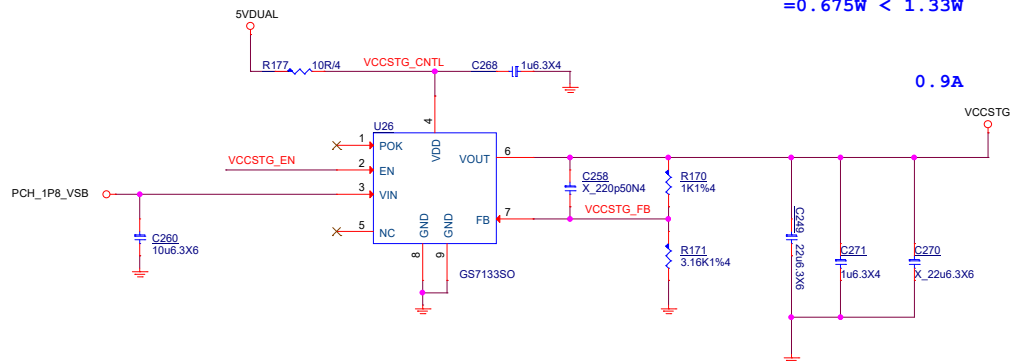 =0.675W < 1.33W
5VDUAL
R177 10R/4
VCCSTG_CNTL
C268
1u6.3X4
0.9A
VCCSTG
U26
4
1
POK
VDD
VOUT
6
VCCSTG_EN
2
EN
PCH_1P8_VSB
3
VIN
C258
X_220p50N4
R170
1K1%4
VCCSTG_FB
FB
7
5
NC
GND
GND
8
9
GS7133SO
C260
10u6.3X6
R171
3.16K1%4
C249
22u6.3X6
C271
1u6.3X4
C270
X_22u6.3X6